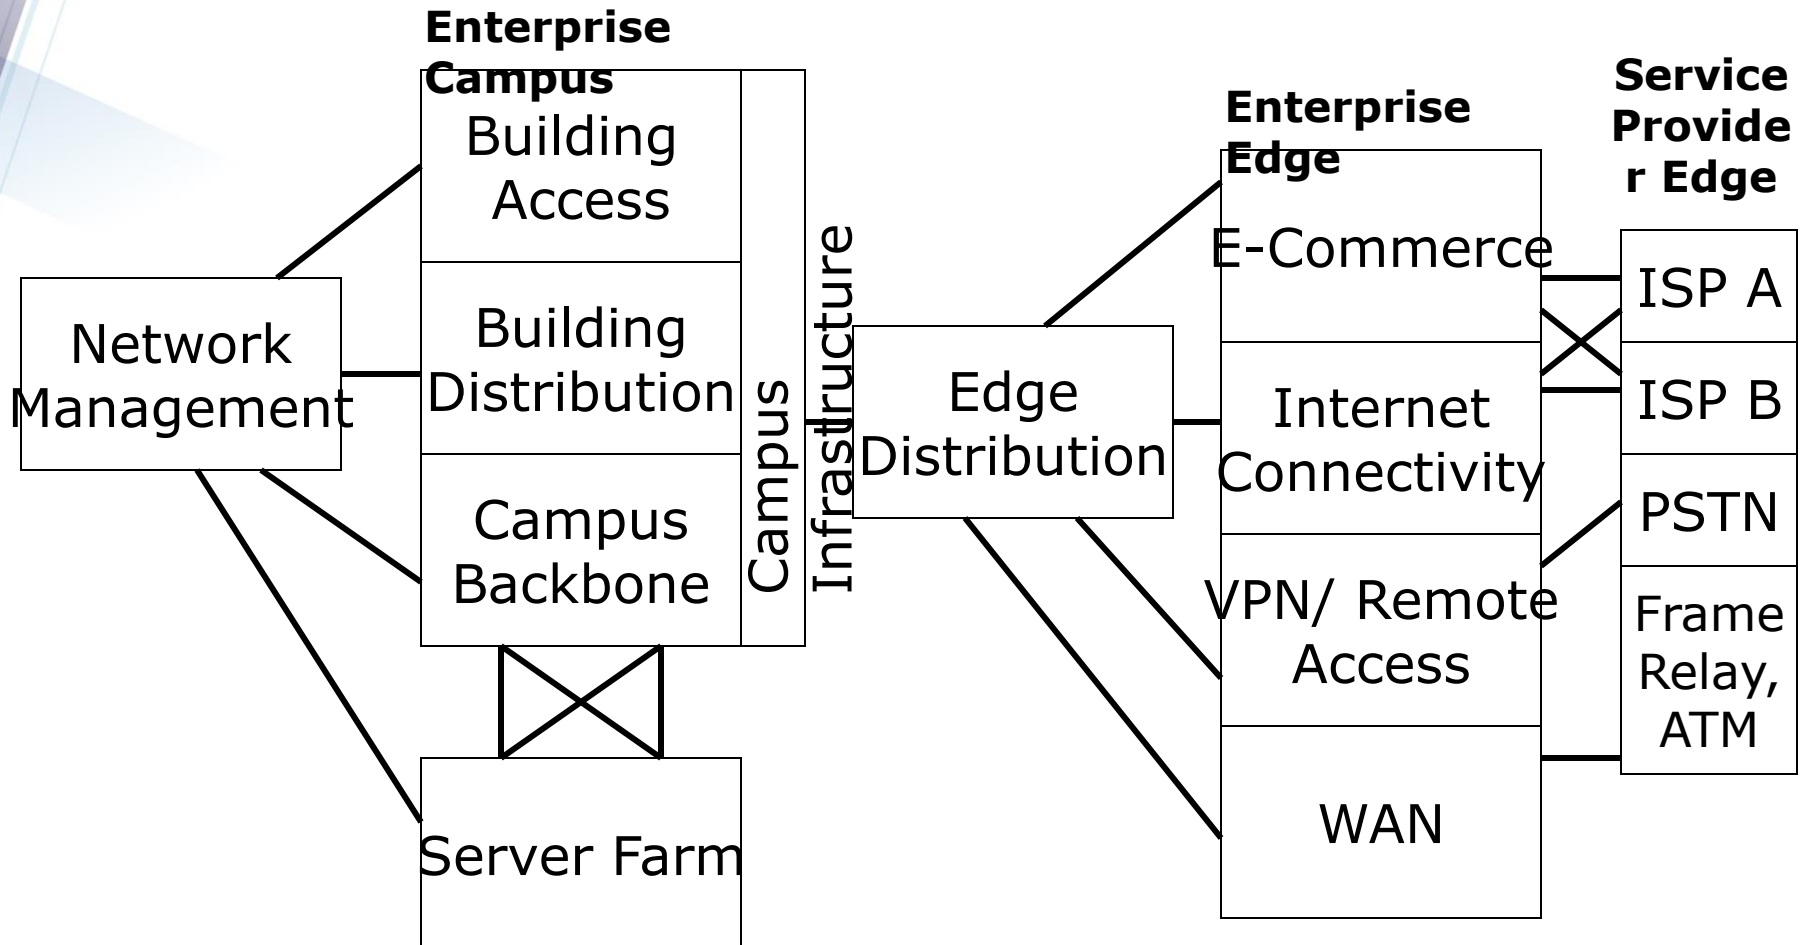 Enterprise
Campus
Building
Access
Building
Distribution
Campus
Backbone
Campus
Infrastructure
Network
Management
Server Farm
Edge
Distribution
Enterprise
Edge
E-Commerce
Internet
Connectivity
VPN/ Remote
Access
WAN
Service
Provide
r Edge
ISP A
ISP B
PSTN
Frame
Relay,
ATM